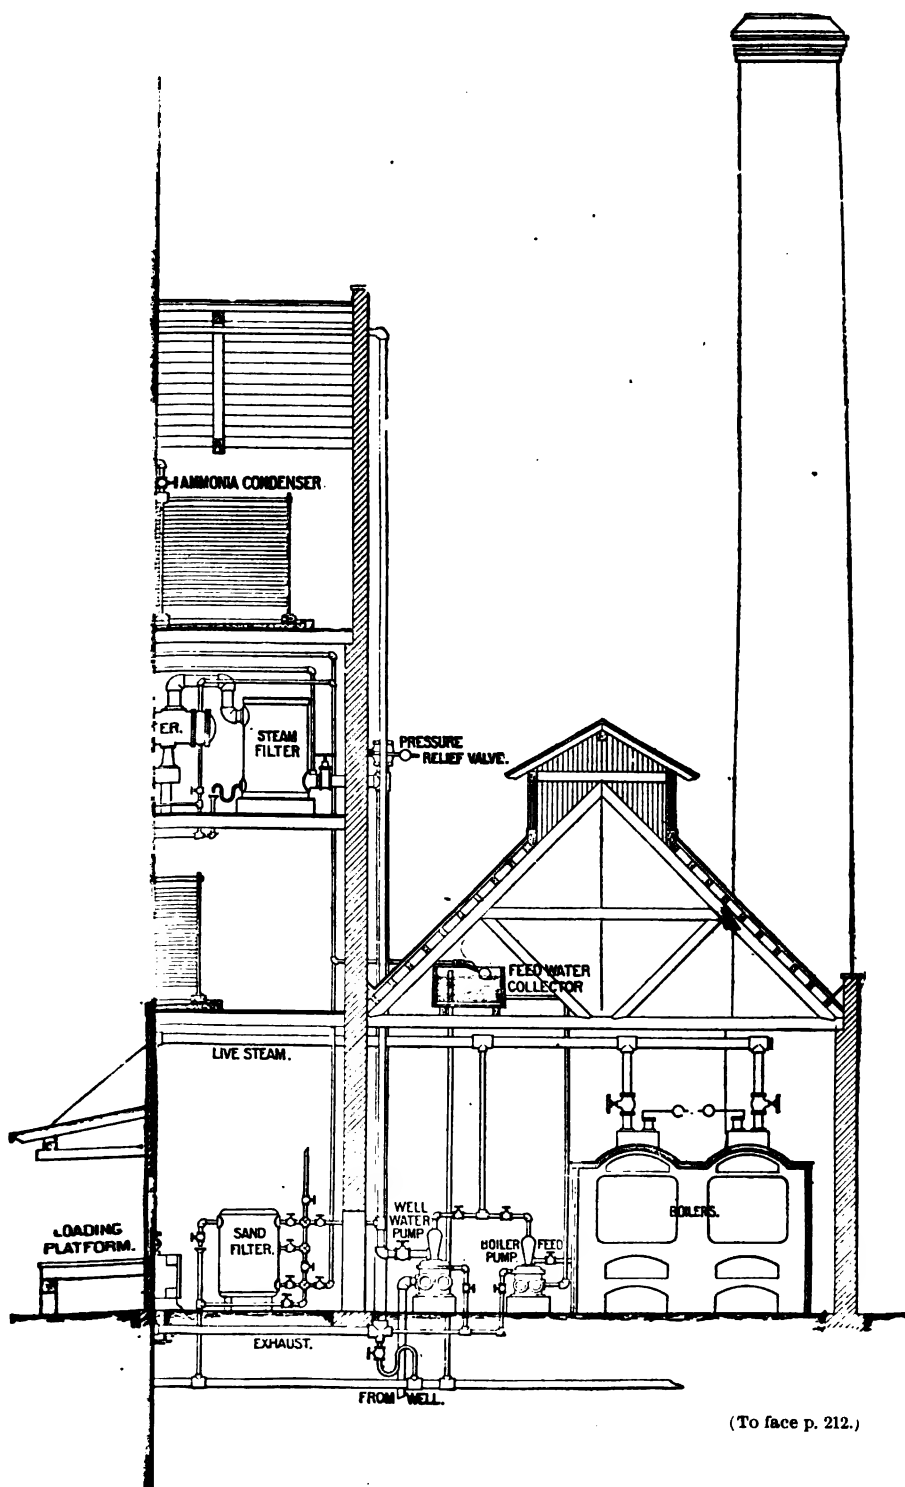 AMMONIA CONDENSER
ER.
STEAM
FILTER
PRESSURE
RELIEF VALVE.
FEED WATER
COLLECTOR
LIVE STEAM.
LOADING
PLATFORM.
SAND
FILTER.
WELL
WATER
PUMP
BOILER FEED
PUMP.
BOILERS.
EXHAUST.
FROM WELL.
(To face p. 212.)